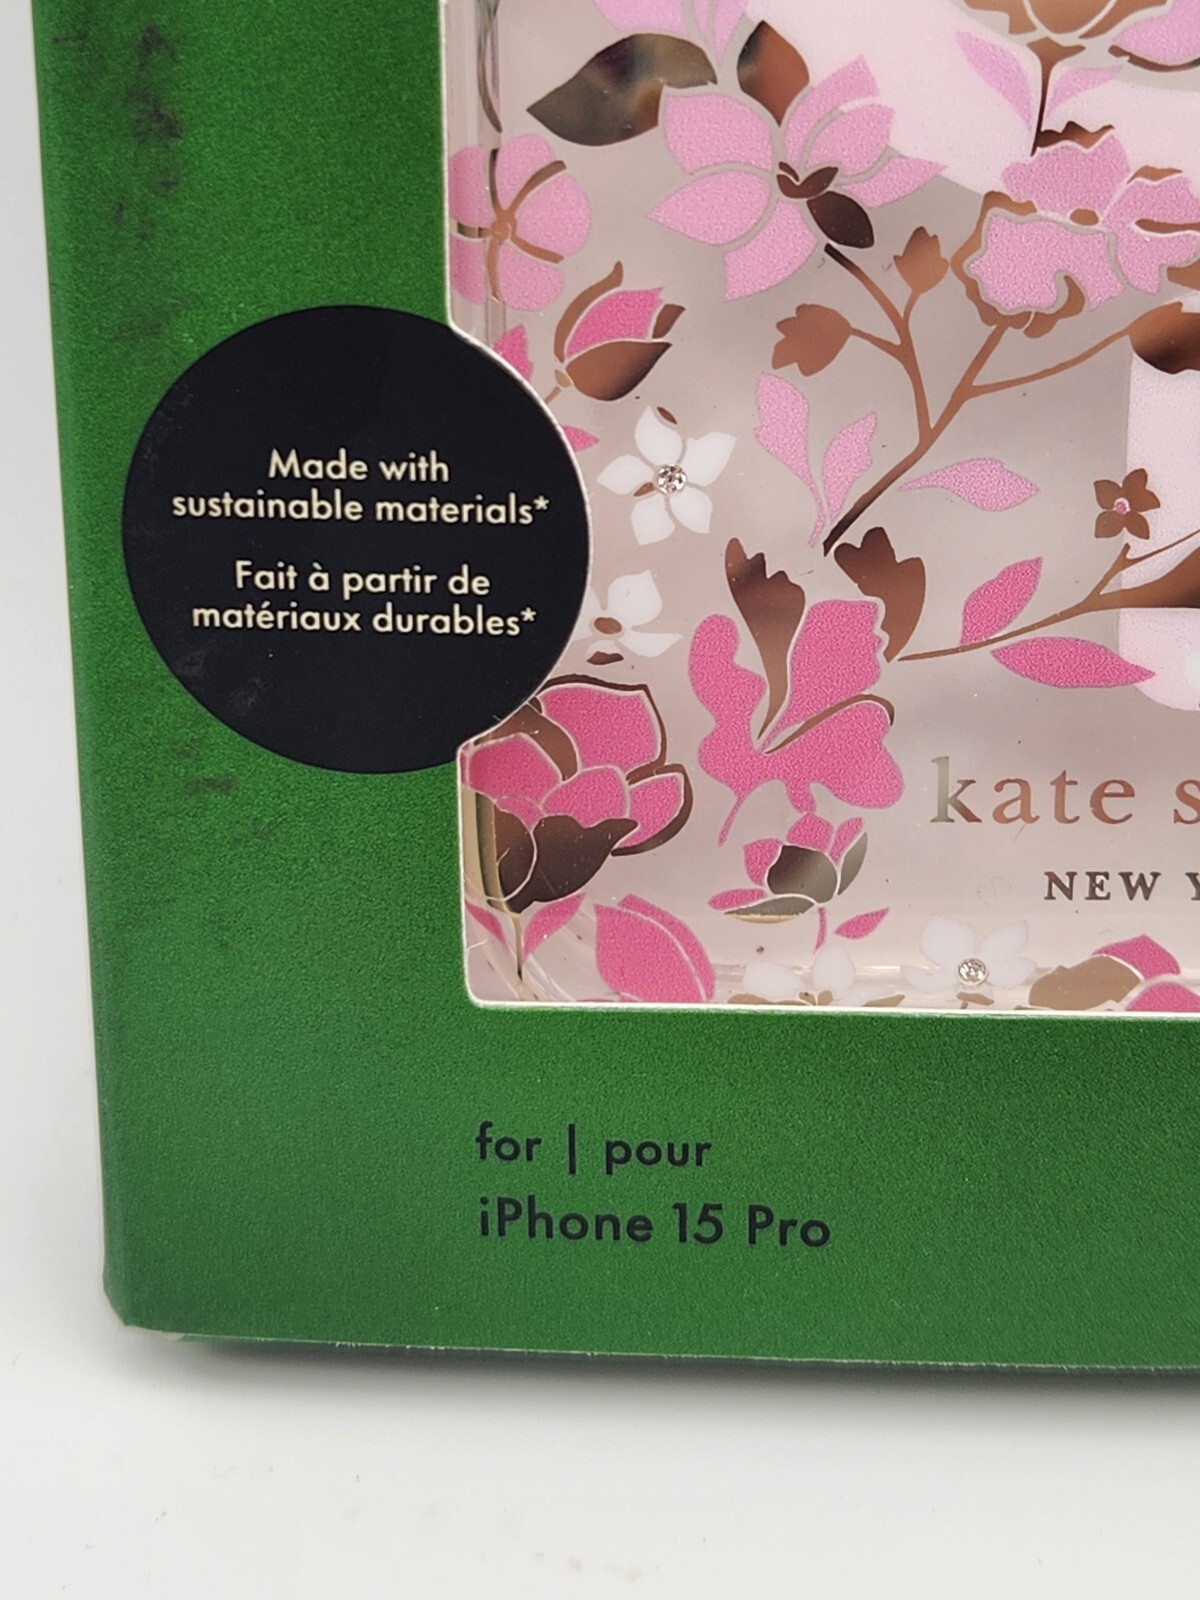 Made with
sustainable materials*
Fait à partir de
matériaux durables*
kate s
NEW Y
for | pour
iPhone 15 Pro